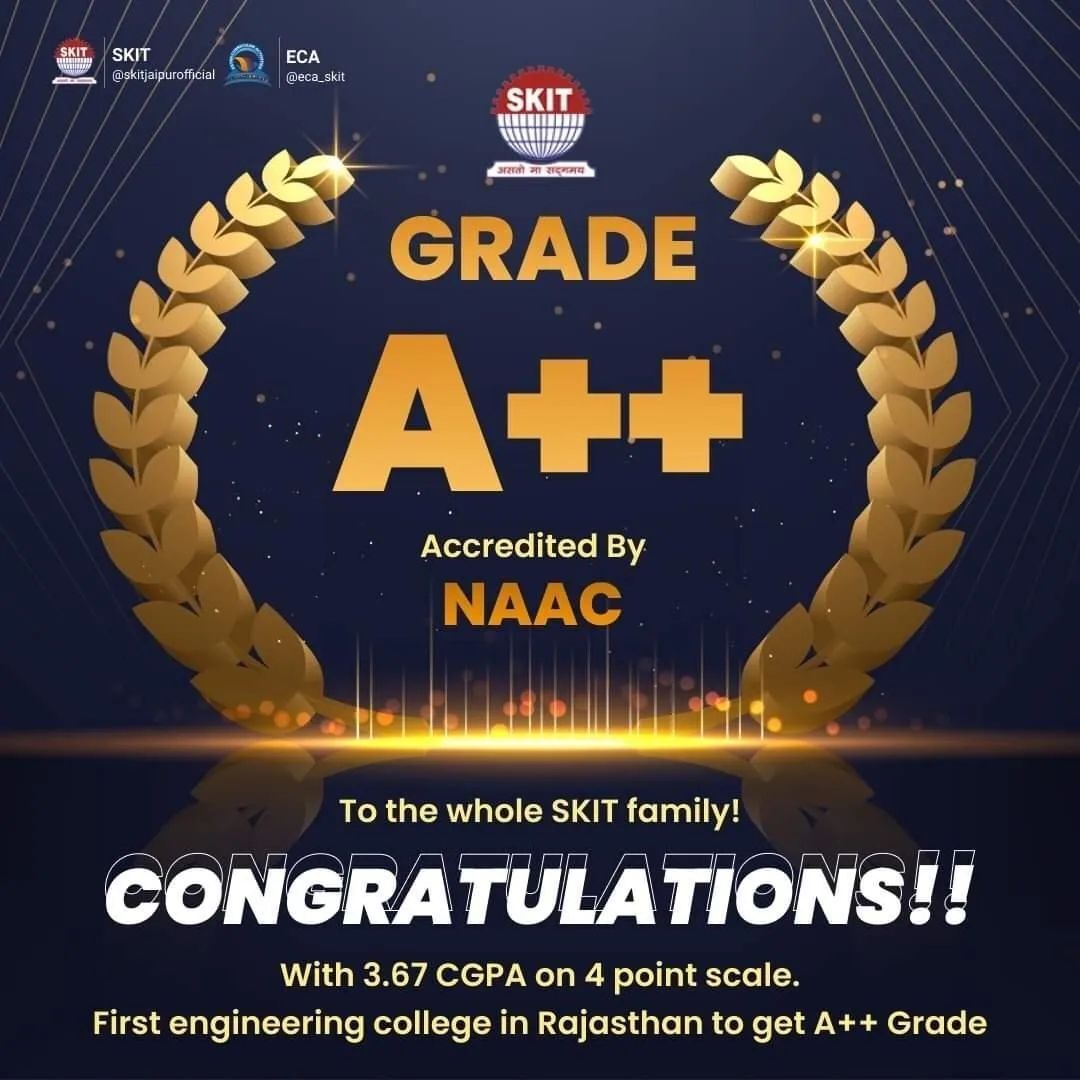 SKIT
@skitjaipurofficial
ECA
@eca_skit
SKIT
असतो मा सद्गमय
GRADE
A++
Accredited By
NAAC
To the whole SKIT family!
CONGRATULATIONS!!
With 3.67 CGPA on 4 point scale.
First engineering college in Rajasthan to get A++ Grade